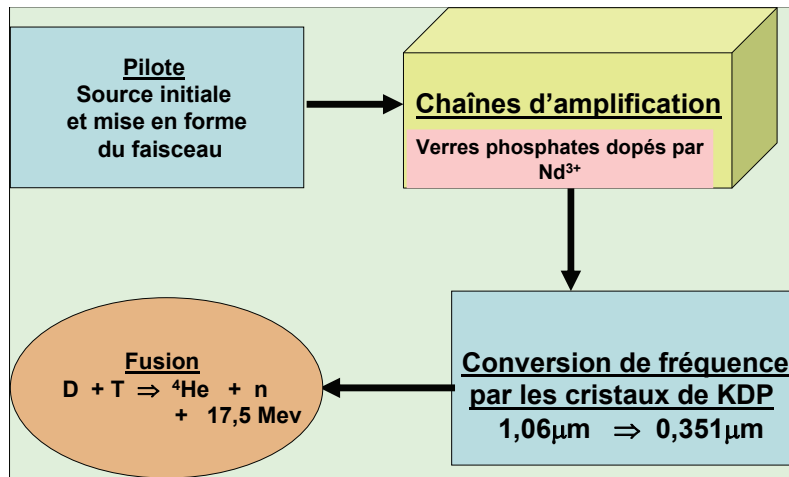 Pilote
Source initiale
et mise en forme
du faisceau
Chaînes d’amplification
Verres phosphates dopés par
Nd³⁺
Conversion de fréquence
par les cristaux de KDP
1,06μm ⇒ 0,351μm
Fusion
D + T ⇒ ⁴He + n
+ 17,5 Mev